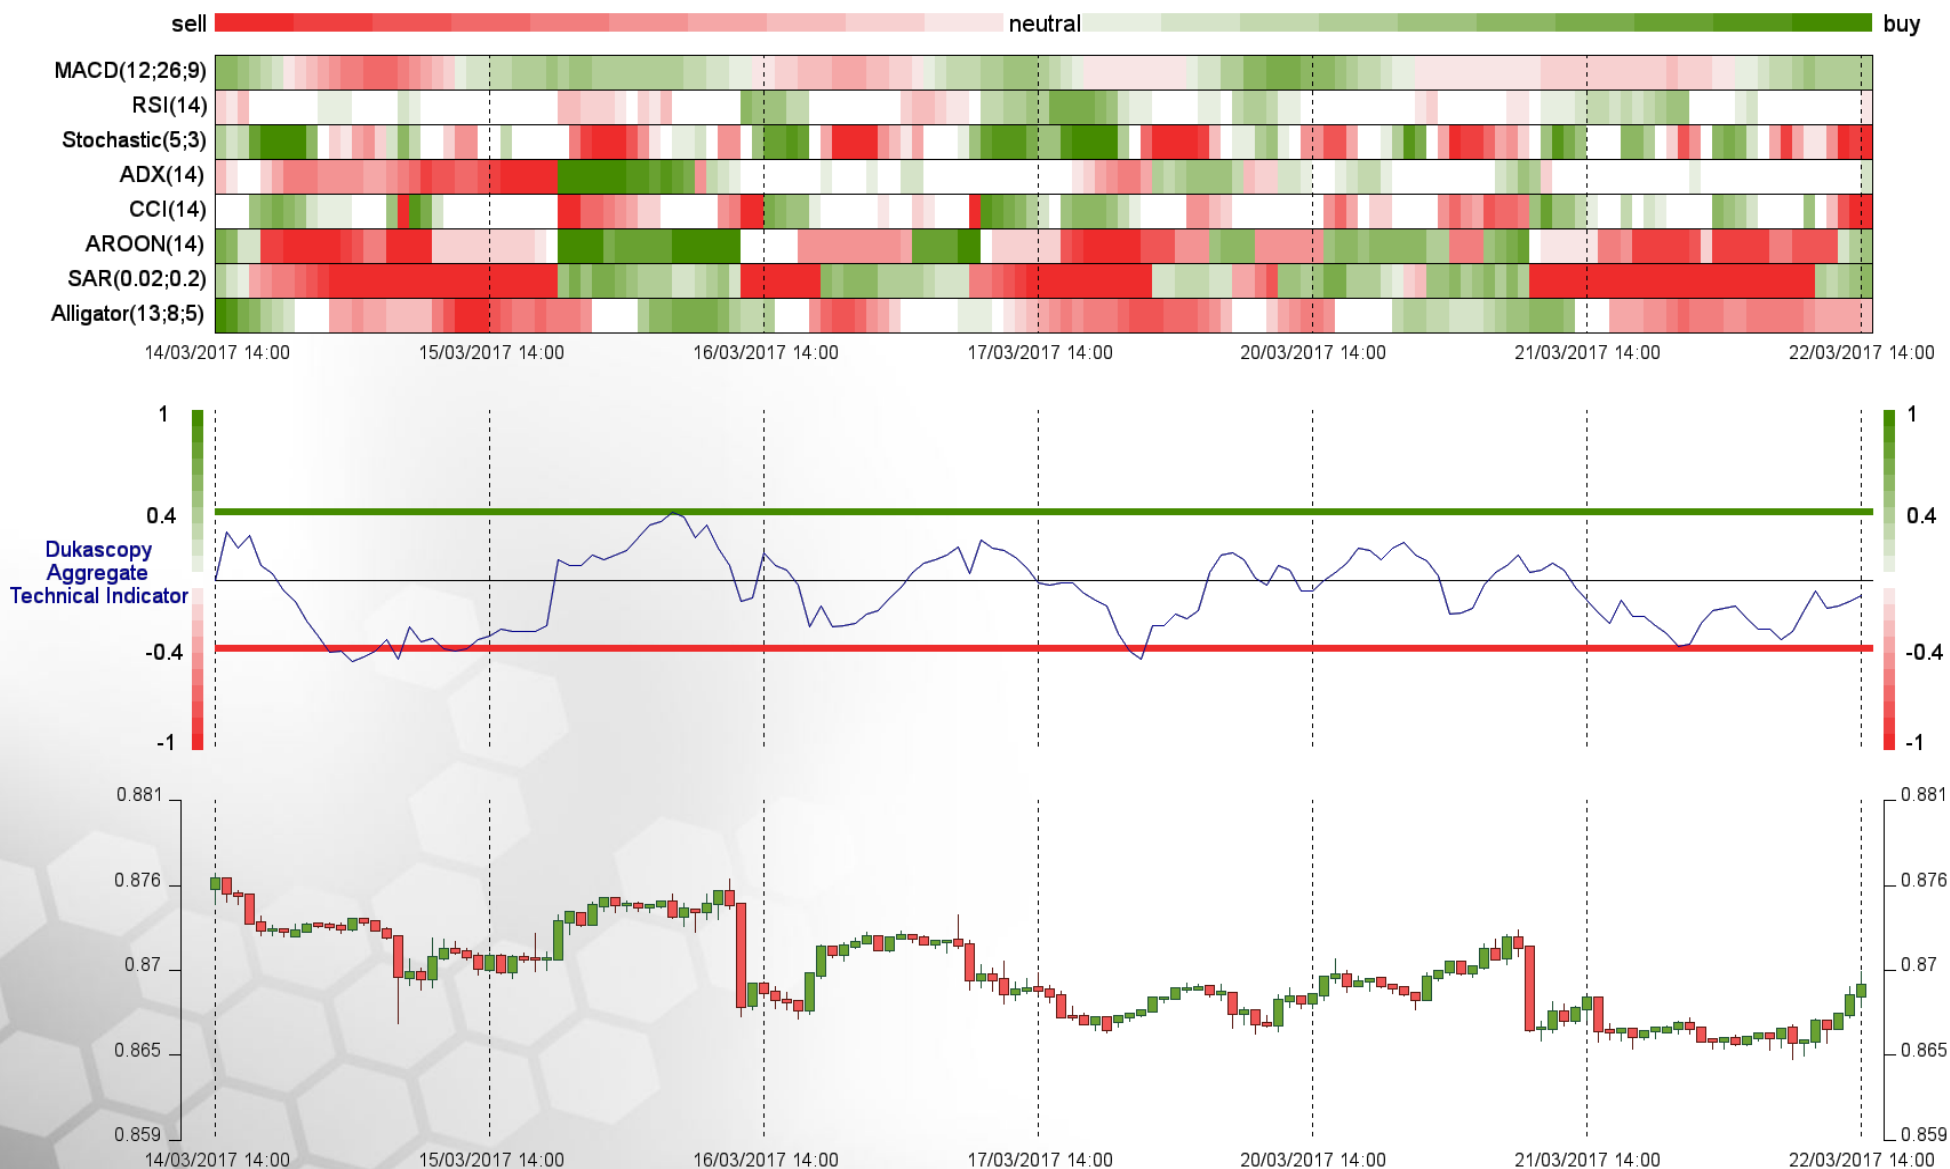 sell neutral buy
MACD(12;26;9)
RSI(14)
Stochastic(5;3)
ADX(14)
CCI(14)
AROON(14)
SAR(0.02;0.2)
Alligator(13;8;5)
14/03/2017 14:00 15/03/2017 14:00 16/03/2017 14:00 17/03/2017 14:00 20/03/2017 14:00 21/03/2017 14:00 22/03/2017 14:00
1 1
0.4 0.4
Dukascopy
Aggregate
Technical Indicator
-0.4 -0.4
-1 -1
0.881 0.881
0.876 0.876
0.87 0.87
0.865 0.865
0.859 0.859
14/03/2017 14:00 15/03/2017 14:00 16/03/2017 14:00 17/03/2017 14:00 20/03/2017 14:00 21/03/2017 14:00 22/03/2017 14:00